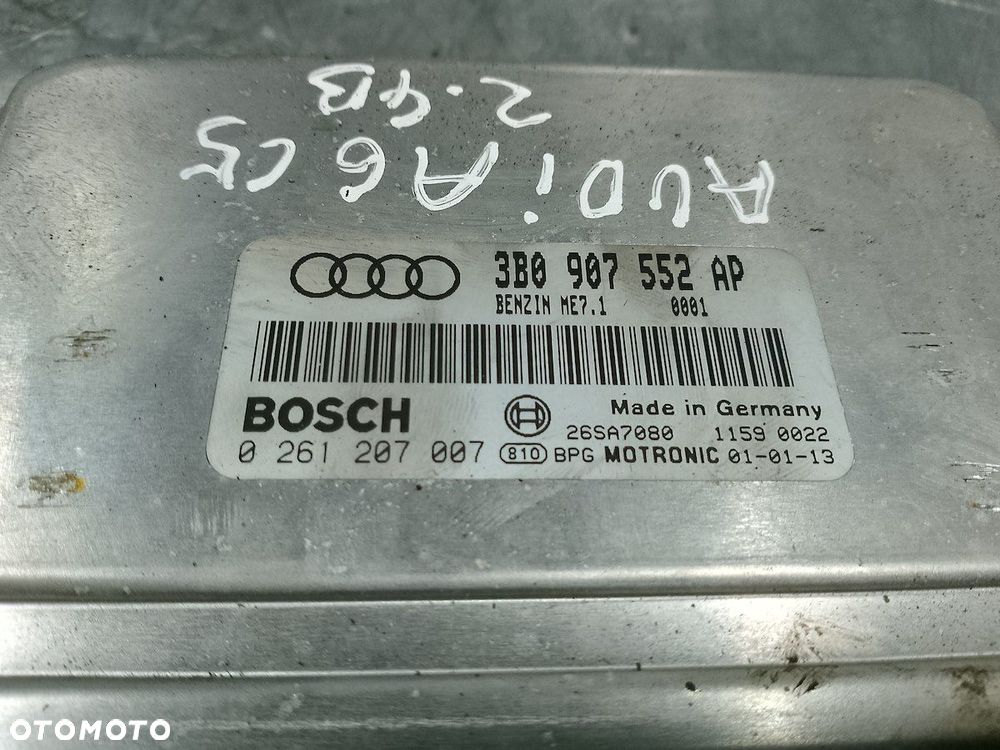 AUDi A6 C5
2.4B
3B0 907 552 AP
BENZIN ME7.1 0001
BOSCH
Made in Germany
26SA7080 1159 0022
0 261 207 007 810 BPG MOTRONIC 01-01-13
OTOMOTO